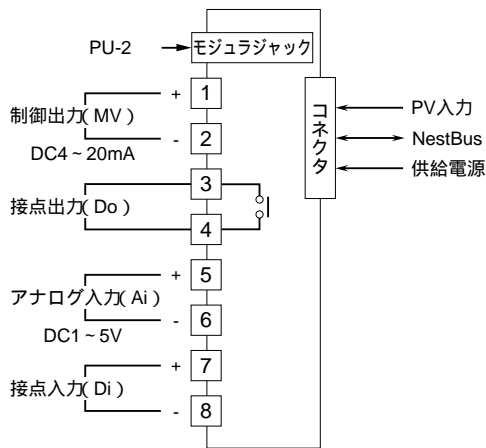 PU-2
モジュラジャック
+ 1
制御出力(MV)
- 2
DC4~20mA
3
接点出力(Do)
4
+ 5
アナログ入力(Ai)
- 6
DC1~5V
+ 7
接点入力(Di)
- 8
コネクタ
PV入力
NestBus
供給電源